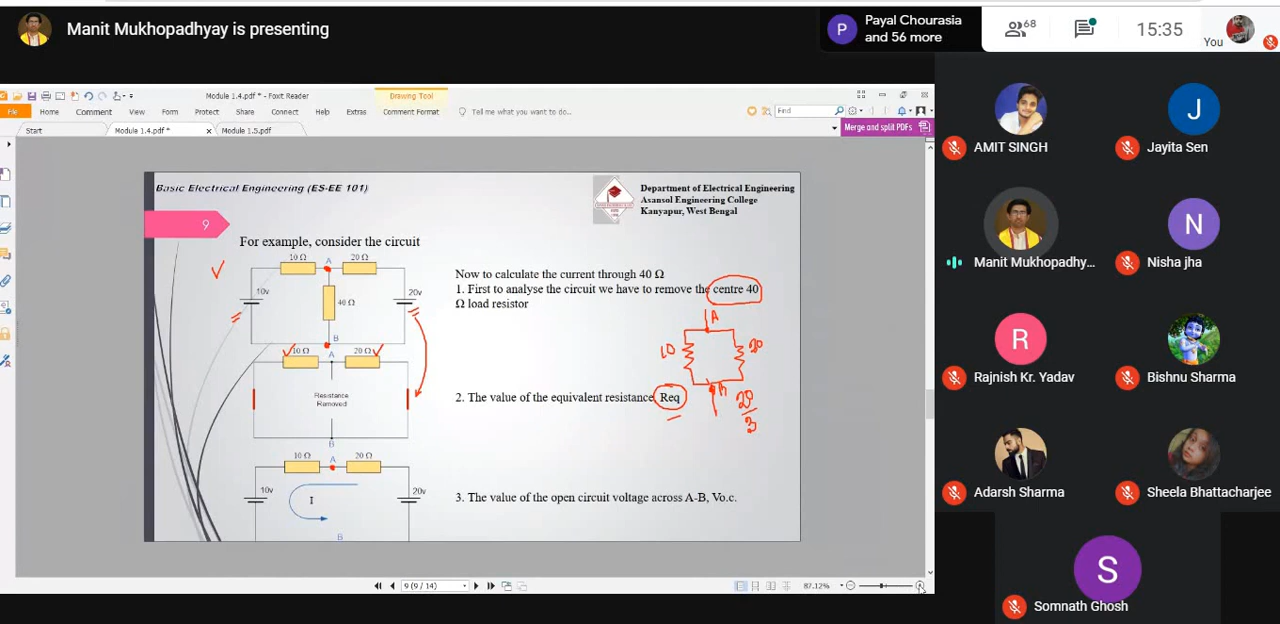 Manit Mukhopadhyay is presenting
P
Payal Chourasia
and 56 more
68
15:35
You
Module 1.4.pdf * - Foxit Reader
Drawing Tool
File
Home
Comment
View
Form
Protect
Share
Connect
Help
Extras
Comment Format
Tell me what you want to do...
Find
Start
Module 1.4.pdf *
Module 1.5.pdf
Merge and split PDFs
Basic Electrical Engineering (ES-EE 101)
Department of Electrical Engineering
Asansol Engineering College
Kanyapur, West Bengal
9
For example, consider the circuit
10 Ω
A
20 Ω
10v
40 Ω
20v
B
10 Ω
A
20 Ω
Resistance
Removed
B
10 Ω
A
20 Ω
10v
I
20v
B
Now to calculate the current through 40 Ω
1. First to analyse the circuit we have to remove the centre 40
Ω load resistor
A
10
20
B
20
3
2. The value of the equivalent resistance Req
3. The value of the open circuit voltage across A-B, Vo.c.
9 (9 / 14)
87.12%
AMIT SINGH
J
Jayita Sen
Manit Mukhopadhy...
N
Nisha jha
R
Rajnish Kr. Yadav
Bishnu Sharma
Adarsh Sharma
Sheela Bhattacharjee
S
Somnath Ghosh